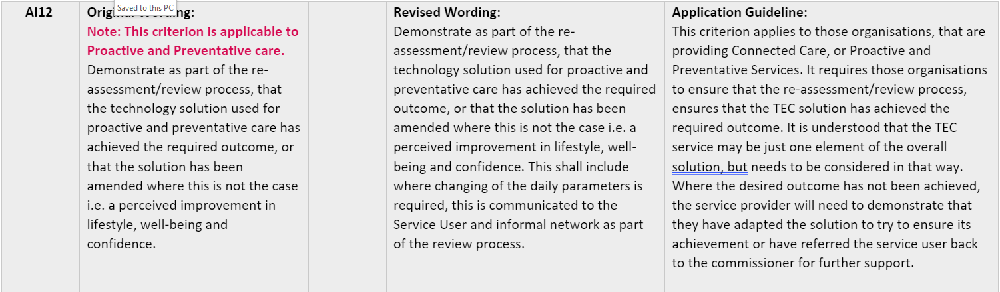 AI12
Saved to this PC
Original Wording:
Note: This criterion is applicable to
Proactive and Preventative care.
Demonstrate as part of the re-
assessment/review process, that
the technology solution used for
proactive and preventative care has
achieved the required outcome, or
that the solution has been
amended where this is not the case
i.e. a perceived improvement in
lifestyle, well-being and
confidence.
Revised Wording:
Demonstrate as part of the re-
assessment/review process, that the
technology solution used for proactive and
preventative care has achieved the required
outcome, or that the solution has been
amended where this is not the case i.e. a
perceived improvement in lifestyle, well-
being and confidence. This shall include
where changing of the daily parameters is
required, this is communicated to the
Service User and informal network as part
of the review process.
Application Guideline:
This criterion applies to those organisations, that are
providing Connected Care, or Proactive and
Preventative Services. It requires those organisations
to ensure that the re-assessment/review process,
ensures that the TEC solution has achieved the
required outcome. It is understood that the TEC
service may be just one element of the overall
solution, but needs to be considered in that way.
Where the desired outcome has not been achieved,
the service provider will need to demonstrate that
they have adapted the solution to try to ensure its
achievement or have referred the service user back
to the commissioner for further support.